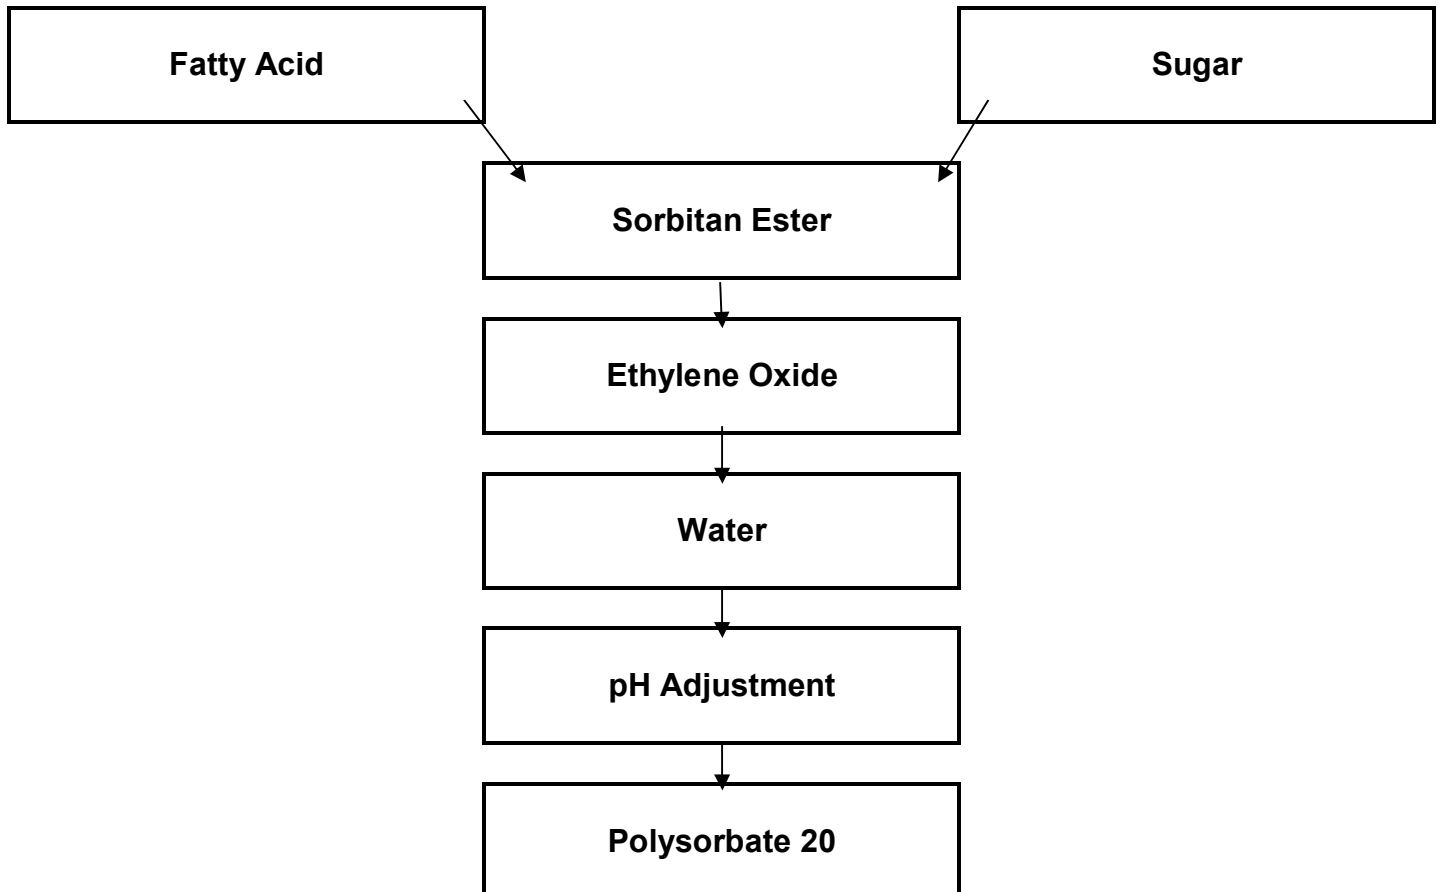 Fatty Acid
Sugar
Sorbitan Ester
Ethylene Oxide
Water
pH Adjustment
Polysorbate 20